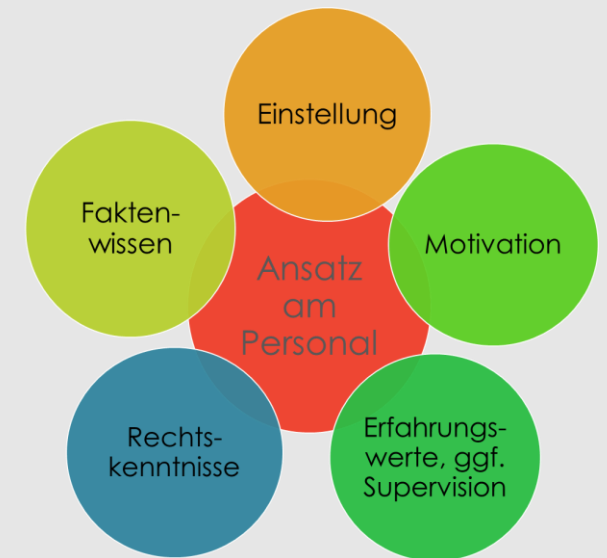 Einstellung
Motivation
Erfahrungs-
werte, ggf.
Supervision
Rechts-
kenntnisse
Fakten-
wissen
Ansatz
am
Personal